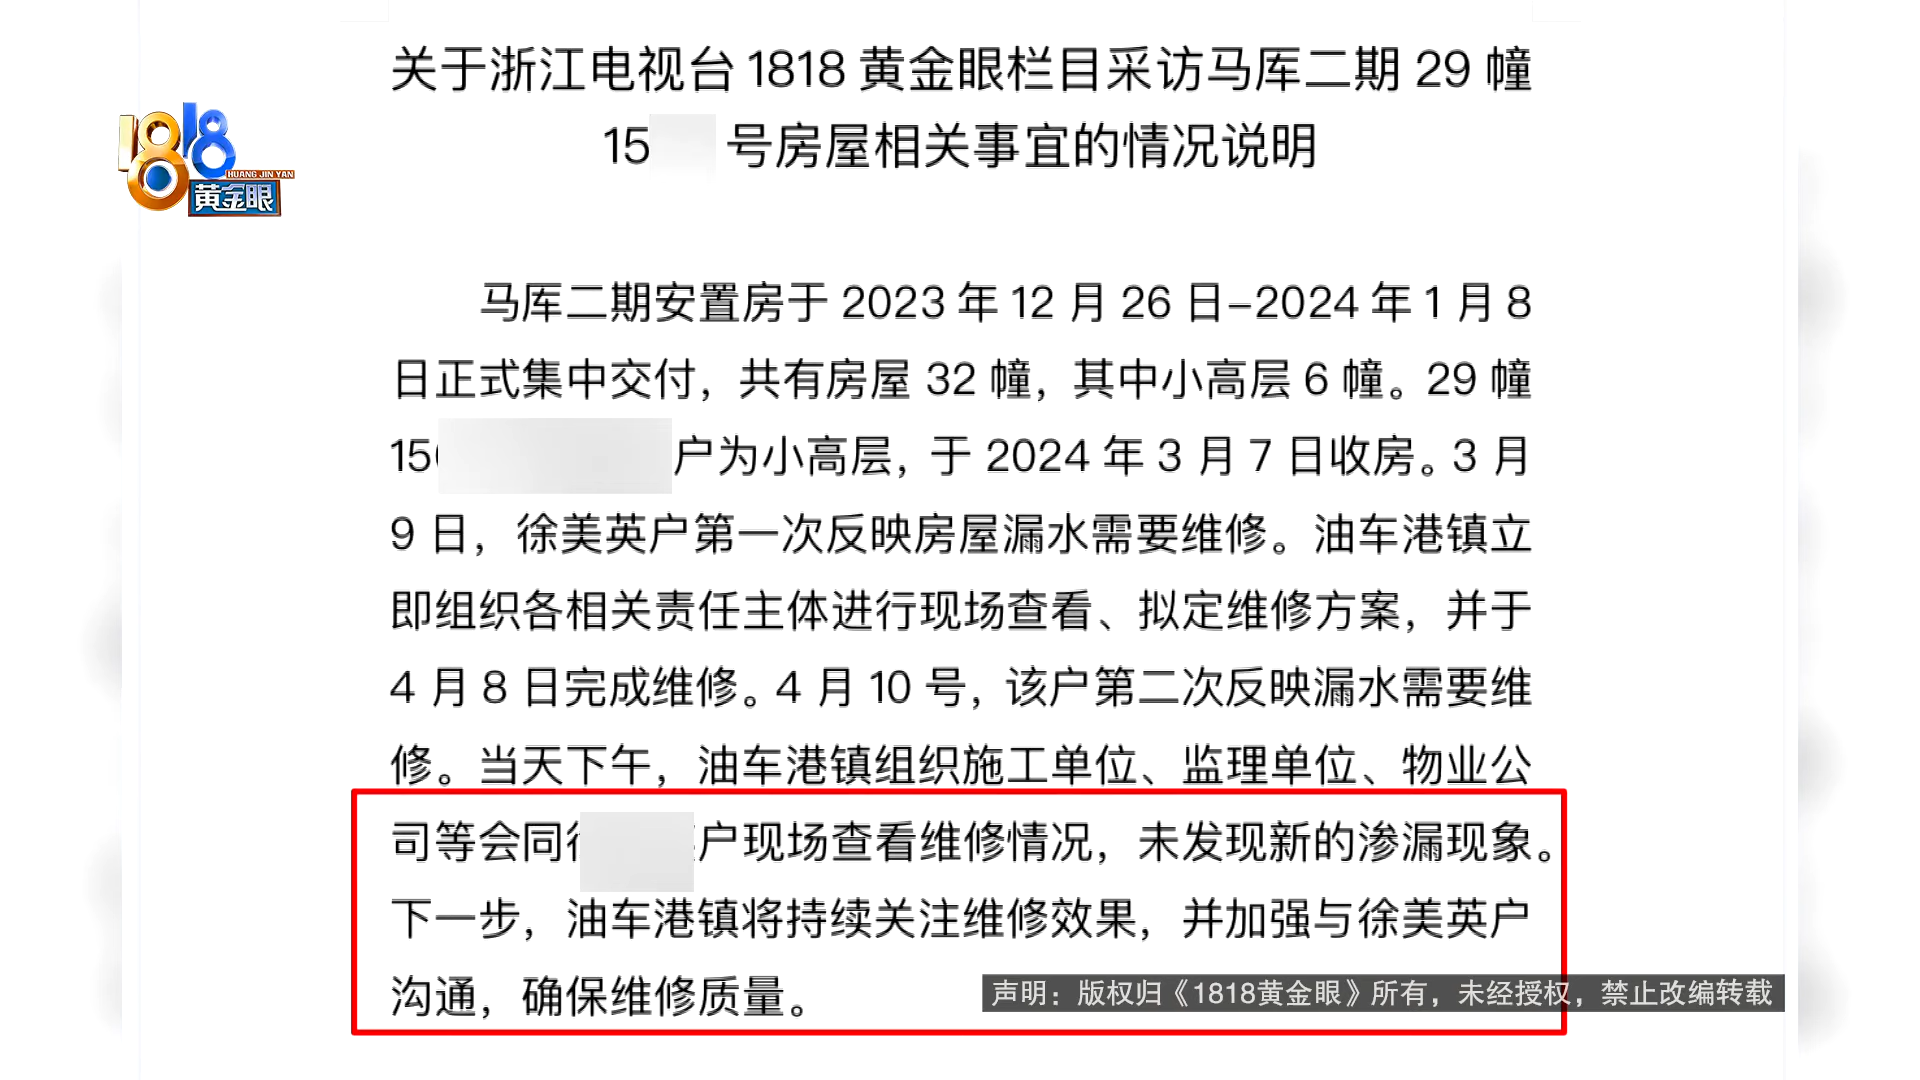 关于浙江电视台1818黄金眼栏目采访马厍二期29幢
15 号房屋相关事宜的情况说明
1818
HUANG JIN YAN
黄金眼
马厍二期安置房于2023年12月26日-2024年1月8
日正式集中交付，共有房屋32幢，其中小高层6幢。29幢
15 户为小高层，于2024年3月7日收房。3月
9日，徐美英户第一次反映房屋漏水需要维修。油车港镇立
即组织各相关责任主体进行现场查看、拟定维修方案，并于
4月8日完成维修。4月10号，该户第二次反映漏水需要维
修。当天下午，油车港镇组织施工单位、监理单位、物业公
司等会同 户现场查看维修情况，未发现新的渗漏现象。
下一步，油车港镇将持续关注维修效果，并加强与徐美英户
沟通，确保维修质量。
声明：版权归《1818黄金眼》所有，未经授权，禁止改编转载